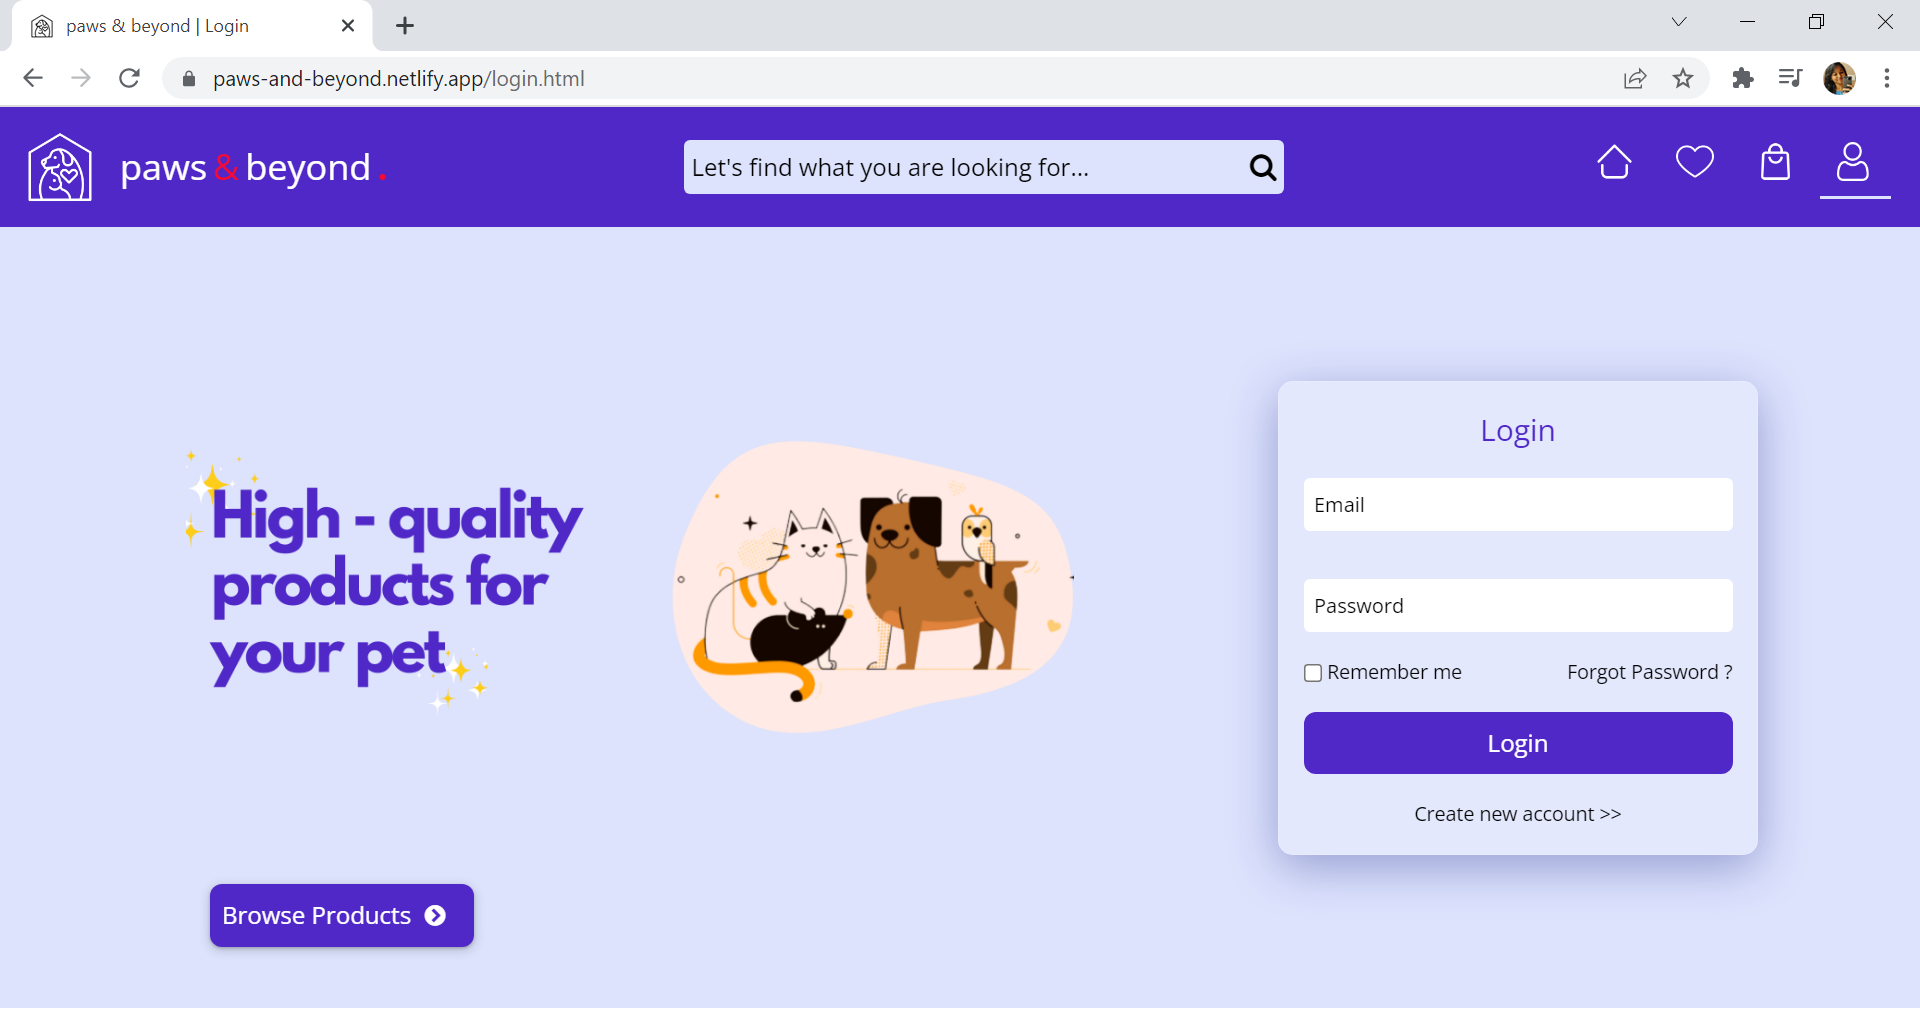 paws & beyond | Login
paws-and-beyond.netlify.app/login.html
paws & beyond.
Let's find what you are looking for...
High - quality
products for
your pet
Browse Products
Login
Email
Password
Remember me
Forgot Password ?
Login
Create new account >>